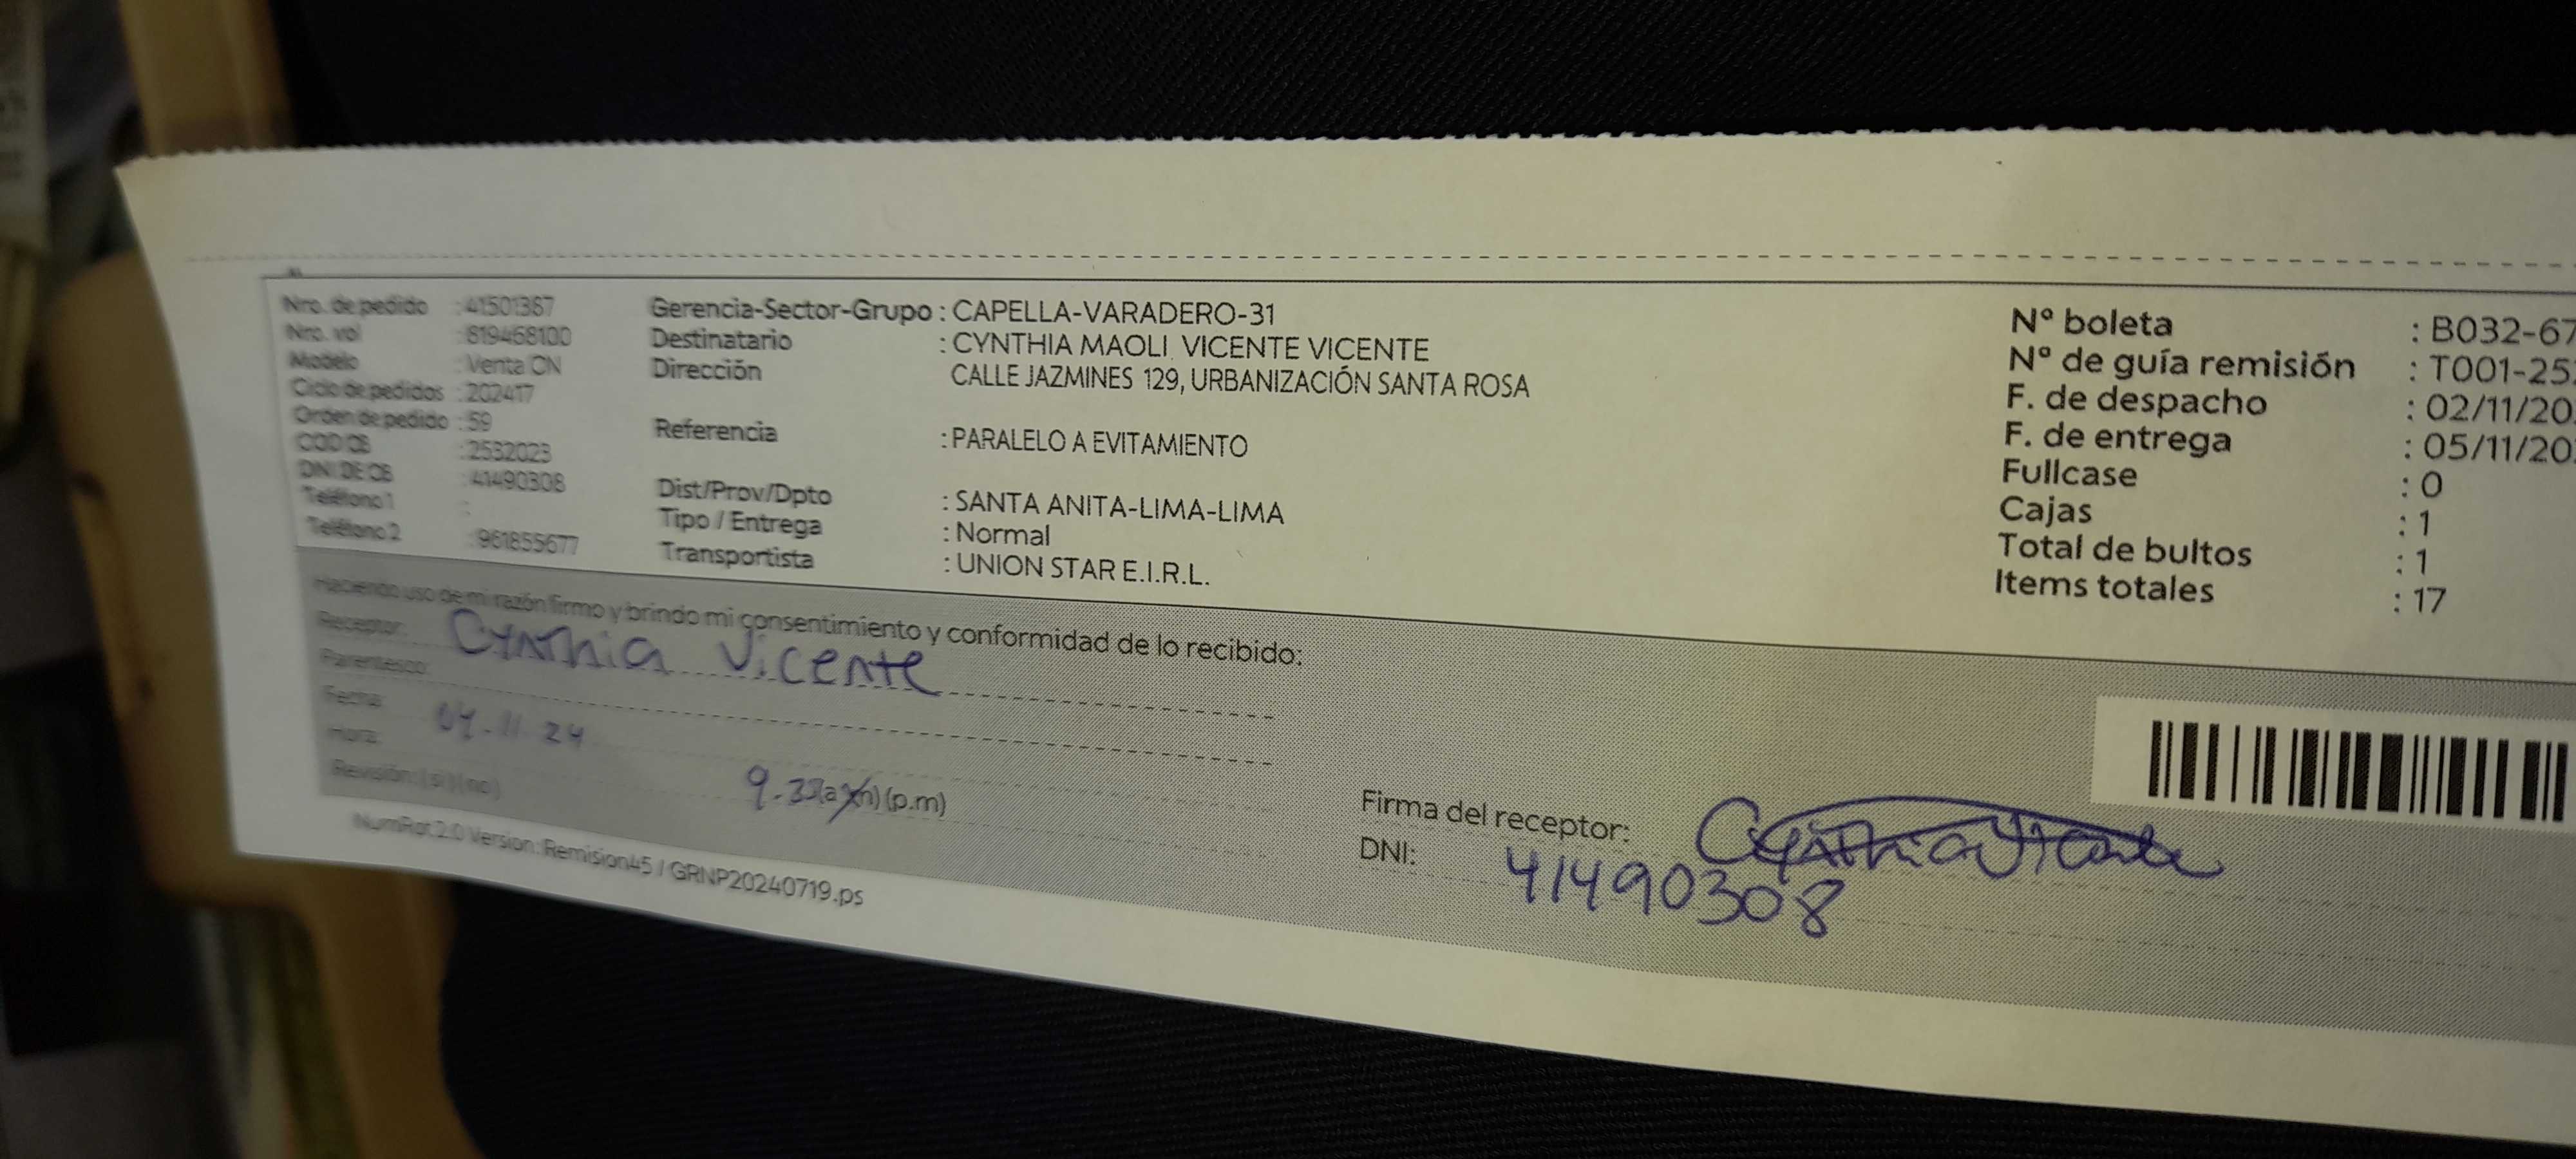 Nro. de pedido : 41501387
Nro. vol : 819468100
Modelo : Venta CN
Ciclo de pedidos : 202417
Orden de pedido : 59
COD CB : 2532023
DNI DE CB : 41490308
Teléfono 1 :
Teléfono 2 : 961855677
Gerencia-Sector-Grupo : CAPELLA-VARADERO-31
Destinatario : CYNTHIA MAOLI VICENTE VICENTE
Dirección CALLE JAZMINES 129, URBANIZACIÓN SANTA ROSA
Referencia : PARALELO A EVITAMIENTO
Dist/Prov/Dpto : SANTA ANITA-LIMA-LIMA
Tipo / Entrega : Normal
Transportista : UNION STAR E.I.R.L.
Nº boleta : B032-67
Nº de guía remisión : T001-25
F. de despacho : 02/11/20
F. de entrega : 05/11/20
Fullcase : 0
Cajas : 1
Total de bultos : 1
Items totales : 17
Haciendo uso de mi razón firmo y brindo mi consentimiento y conformidad de lo recibido:
Receptor: Cynthia Vicente
Parentesco:
Fecha: 04.11.24
Hora: (a.m) (p.m)
Revisión: (si) (no)
Firma del receptor: Cynthia Vicente
DNI: 41490308
NumRot 2.0 Version: Remision45 / GRNP20240719.ps